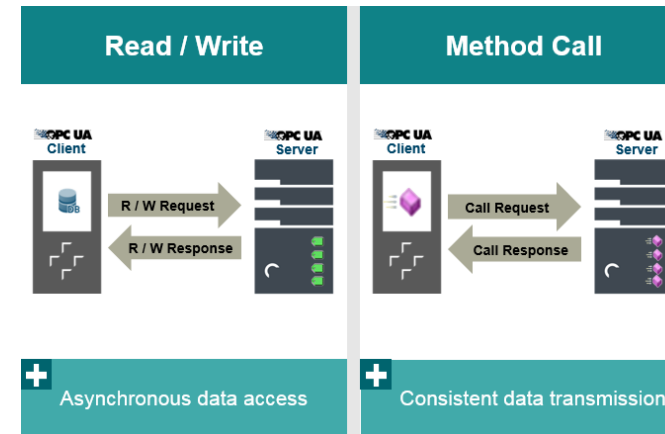 Read / Write
OPC UA
Client
OPC UA
Server
DB
R / W Request
R / W Response
Asynchronous data access
Method Call
OPC UA
Client
OPC UA
Server
Call Request
Call Response
Consistent data transmission